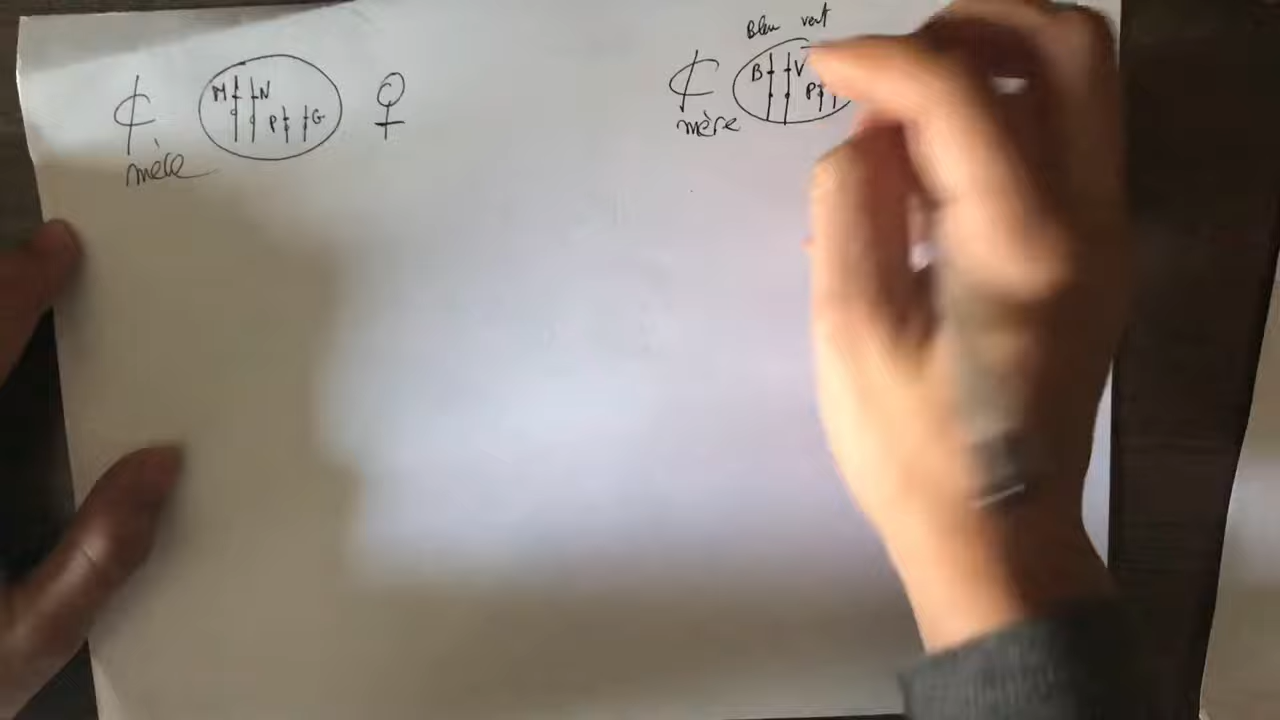 Bleu vert
₵ M N P G ♀
mère
₵ B V P
mère